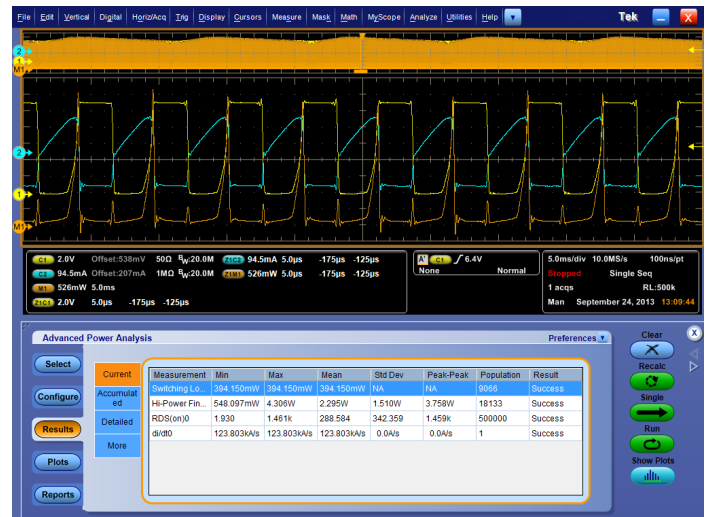 File Edit Vertical Digital Horiz/Acq Trig Display Cursors Measure Mask Math MyScope Analyze Utilities Help Tek X
2
1
M1
2
1
M1
C1 2.0V Offset:538mV 50Ω BW:20.0M Z1C2 94.5mA 5.0µs -175µs -125µs
C2 94.5mA Offset:207mA 1MΩ BW:20.0M Z1M1 526mW 5.0µs -175µs -125µs
M1 526mW 5.0ms
Z1C1 2.0V 5.0µs -175µs -125µs
A' C1 6.4V
None Normal
5.0ms/div 10.0MS/s 100ns/pt
Stopped Single Seq
1 acqs RL:500k
Man September 24, 2013 13:09:44
Advanced Power Analysis Preferences Clear X
Select
Configure
Results
Plots
Reports
Current
Accumulat
ed
Detailed
More
Measurement Min Max Mean Std Dev Peak-Peak Population Result
Switching Lo... 394.150mW 394.150mW 394.150mW NA NA 9066 Success
Hi-Power Fin... 548.097mW 4.306W 2.295W 1.510W 3.758W 18133 Success
RDS(on)0 1.930 1.461k 288.584 342.359 1.459k 500000 Success
di/dt0 123.803kA/s 123.803kA/s 123.803kA/s 0.0A/s 0.0A/s 1 Success
Recalc
Single
Run
Show Plots